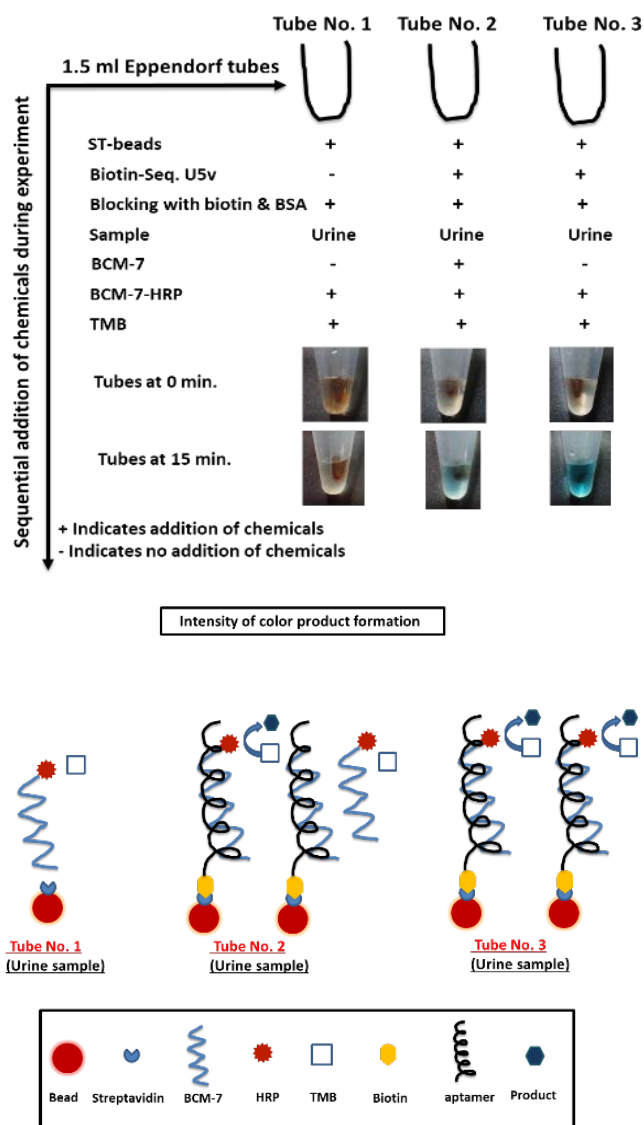 Tube No. 1 Tube No. 2 Tube No. 3
1.5 ml Eppendorf tubes
Sequential addition of chemicals during experiment
ST-beads + + +
Biotin-Seq. U5v - + +
Blocking with biotin & BSA + + +
Sample Urine Urine Urine
BCM-7 - + -
BCM-7-HRP + + +
TMB + + +
Tubes at 0 min.
Tubes at 15 min.
+ Indicates addition of chemicals
- Indicates no addition of chemicals
Intensity of color product formation
Tube No. 1 Tube No. 2 Tube No. 3
(Urine sample) (Urine sample) (Urine sample)
Bead Streptavidin BCM-7 HRP TMB Biotin aptamer Product